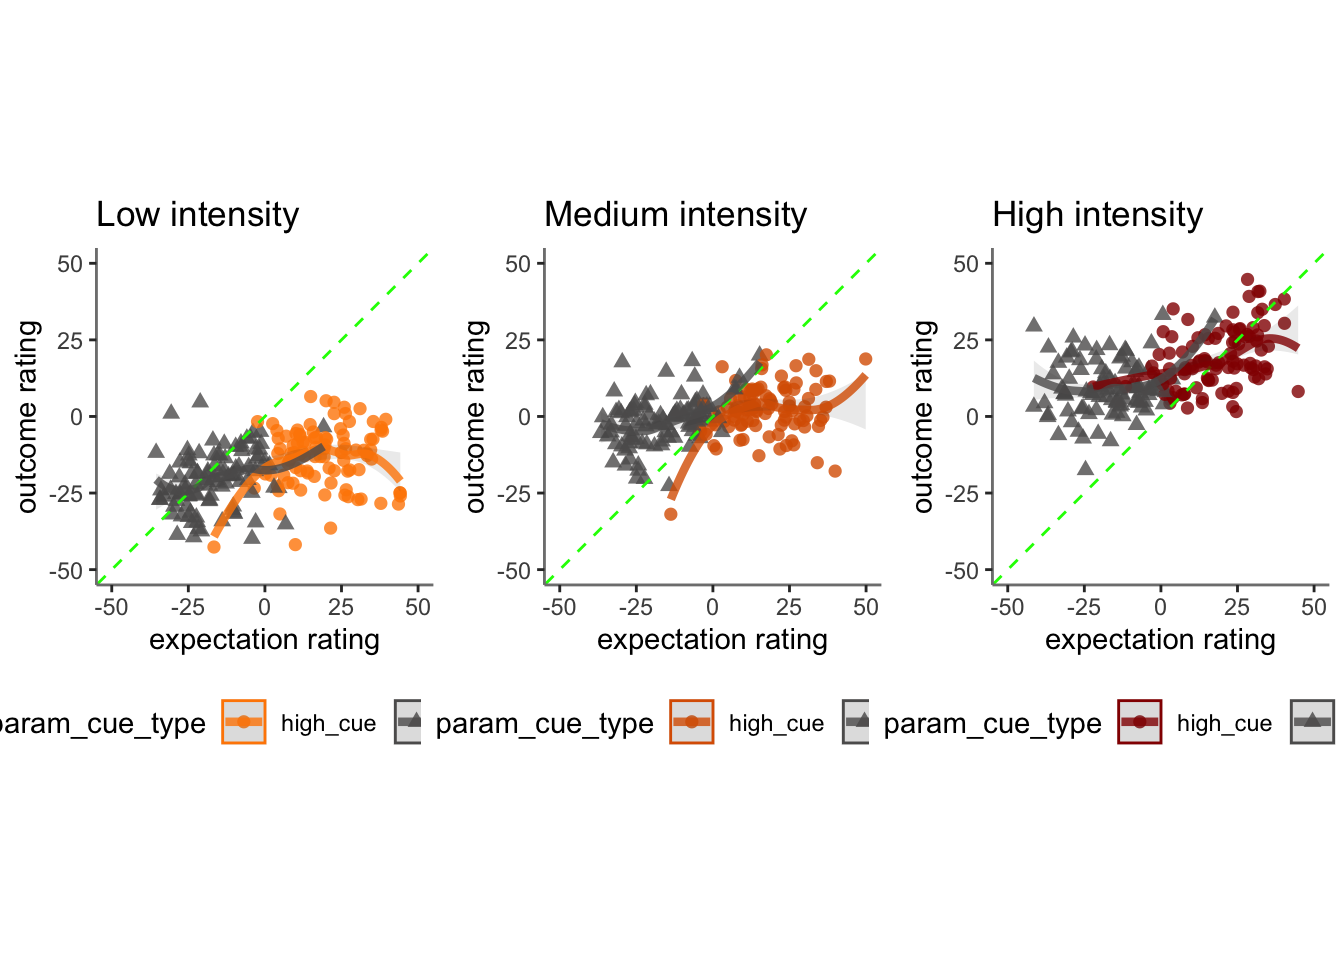 Low intensity
50
25
0
-25
-50
-50 -25 0 25 50
outcome rating
expectation rating
param_cue_type high_cue
Medium intensity
50
25
0
-25
-50
-50 -25 0 25 50
outcome rating
expectation rating
param_cue_type high_cue
High intensity
50
25
0
-25
-50
-50 -25 0 25 50
outcome rating
expectation rating
param_cue_type high_cue